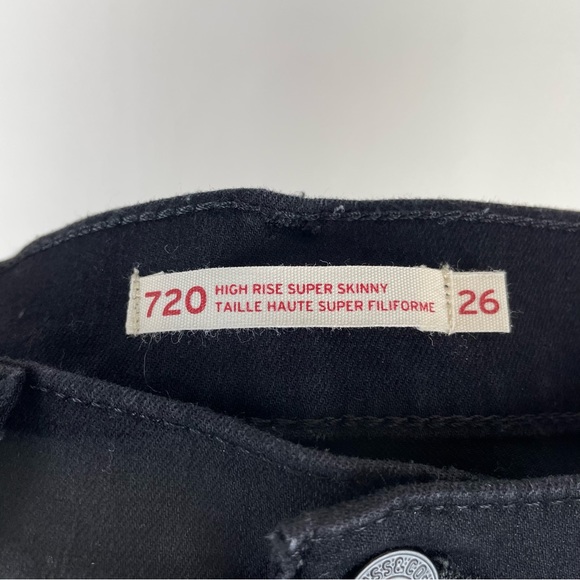 720 HIGH RISE SUPER SKINNY 26
TAILLE HAUTE SUPER FILIFORME